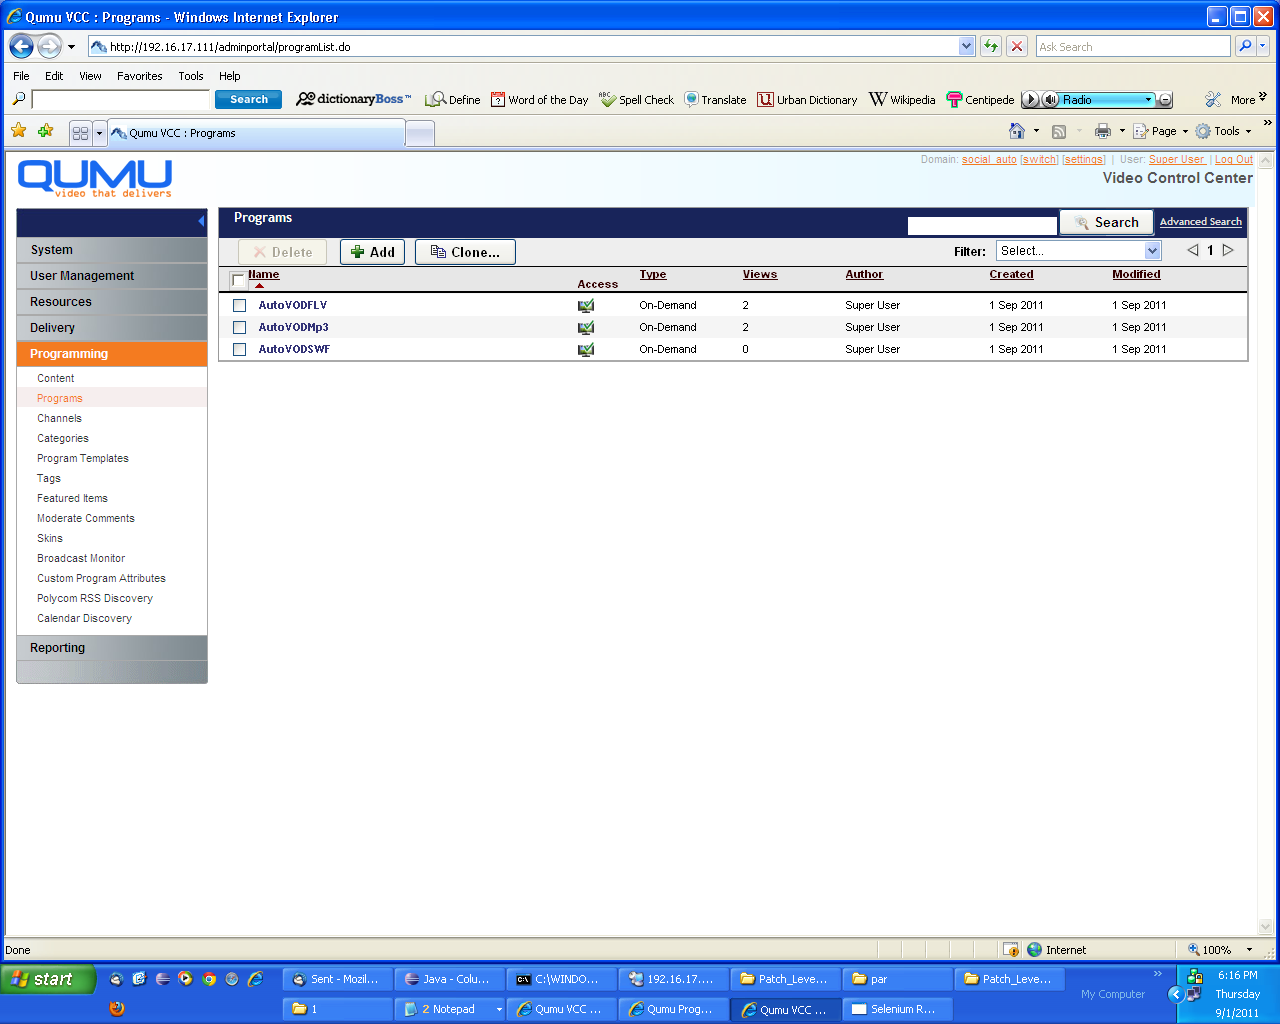 Qumu VCC : Programs - Windows Internet Explorer
http://192.16.17.111/adminportal/programList.do
Ask Search
File Edit View Favorites Tools Help
Search dictionaryBoss™ Define Word of the Day Spell Check Translate Urban Dictionary Wikipedia Centipede Radio More
Qumu VCC : Programs
Page Tools
QUMU
video that delivers
Domain: social_auto [switch] [settings] | User: Super User | Log Out
Video Control Center
Programs
Search Advanced Search
Delete Add Clone... Filter: Select... 1
Name Access Type Views Author Created Modified
AutoVODFLV On-Demand 2 Super User 1 Sep 2011 1 Sep 2011
AutoVODMp3 On-Demand 2 Super User 1 Sep 2011 1 Sep 2011
AutoVODSWF On-Demand 0 Super User 1 Sep 2011 1 Sep 2011
System
User Management
Resources
Delivery
Programming
Content
Programs
Channels
Categories
Program Templates
Tags
Featured Items
Moderate Comments
Skins
Broadcast Monitor
Custom Program Attributes
Polycom RSS Discovery
Calendar Discovery
Reporting
Done Internet 100%
start Sent - Mozil... Java - Colu... C:\WINDO... 192.16.17.... Patch_Leve... par Patch_Leve... 6:16 PM
My Computer Thursday
1 2 Notepad Qumu VCC ... Qumu Prog... Qumu VCC ... Selenium R... 9/1/2011